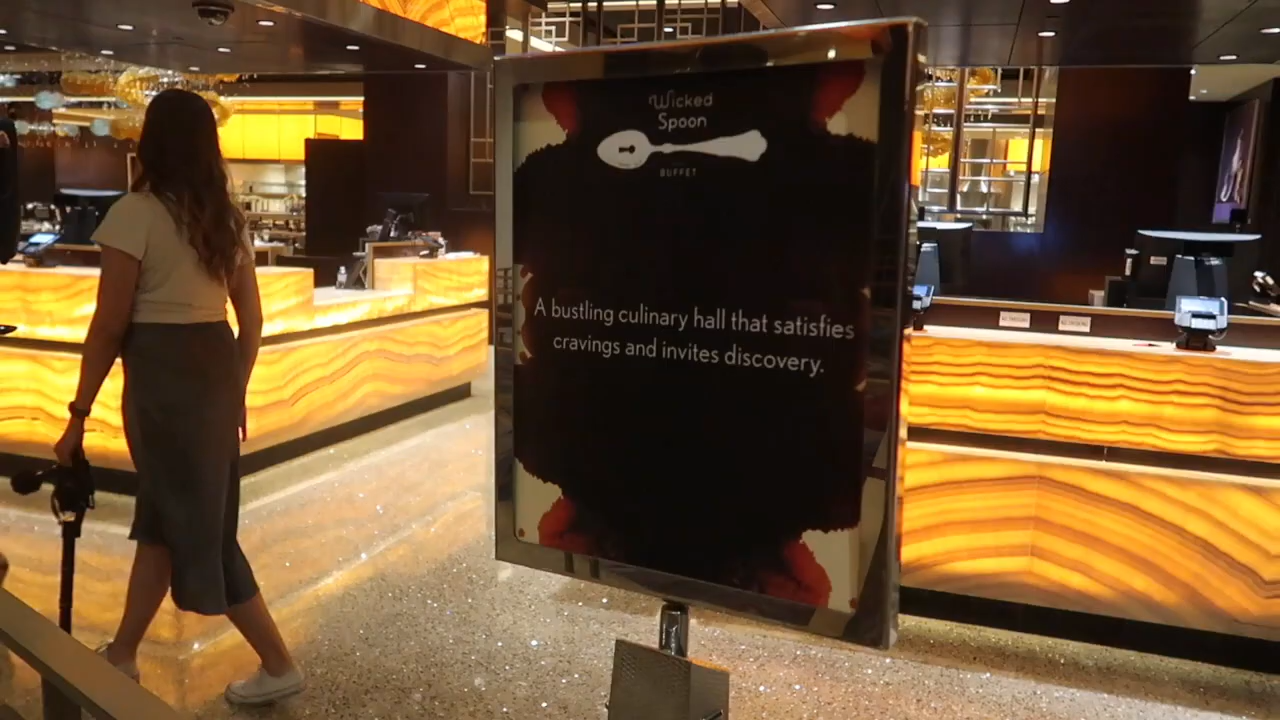 Wicked
Spoon
BUFFET
A bustling culinary hall that satisfies
cravings and invites discovery.